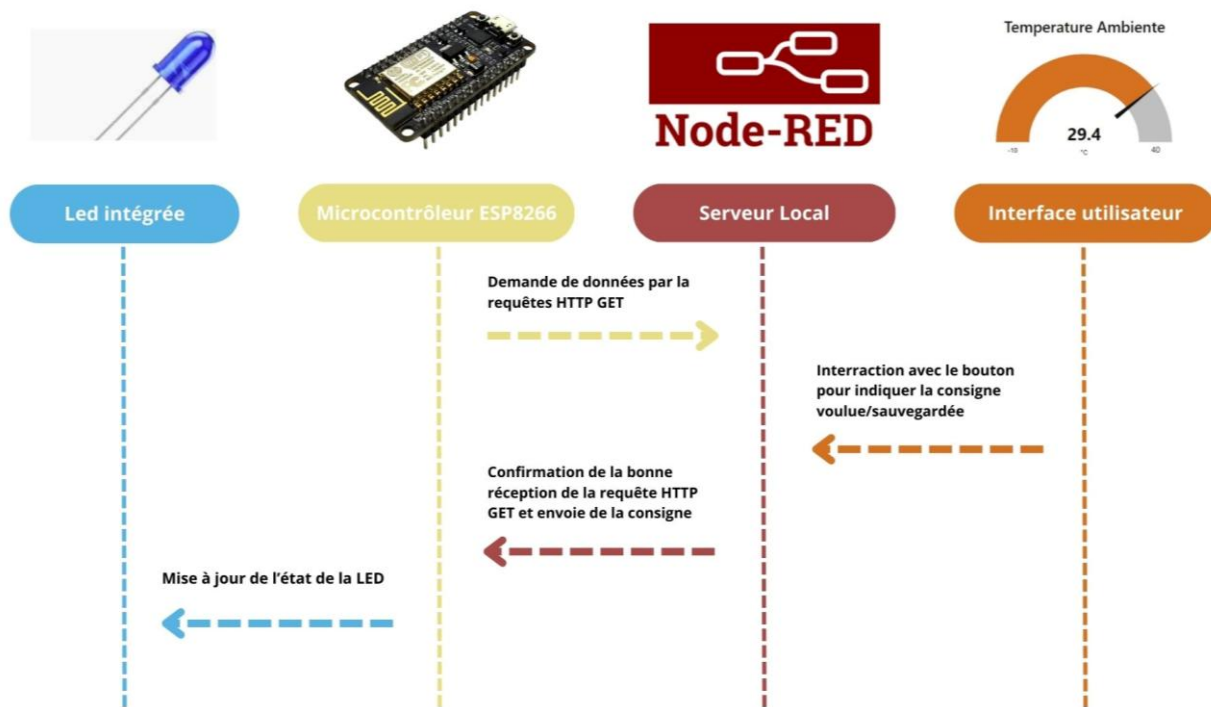 Node-RED
Temperature Ambiente
29.4
°C
-10
40
Led intégrée
Microcontrôleur ESP8266
Serveur Local
Interface utilisateur
Demande de données par la
requêtes HTTP GET
Interraction avec le bouton
pour indiquer la consigne
voulue/sauvegardée
Confirmation de la bonne
réception de la requête HTTP
GET et envoie de la consigne
Mise à jour de l'état de la LED